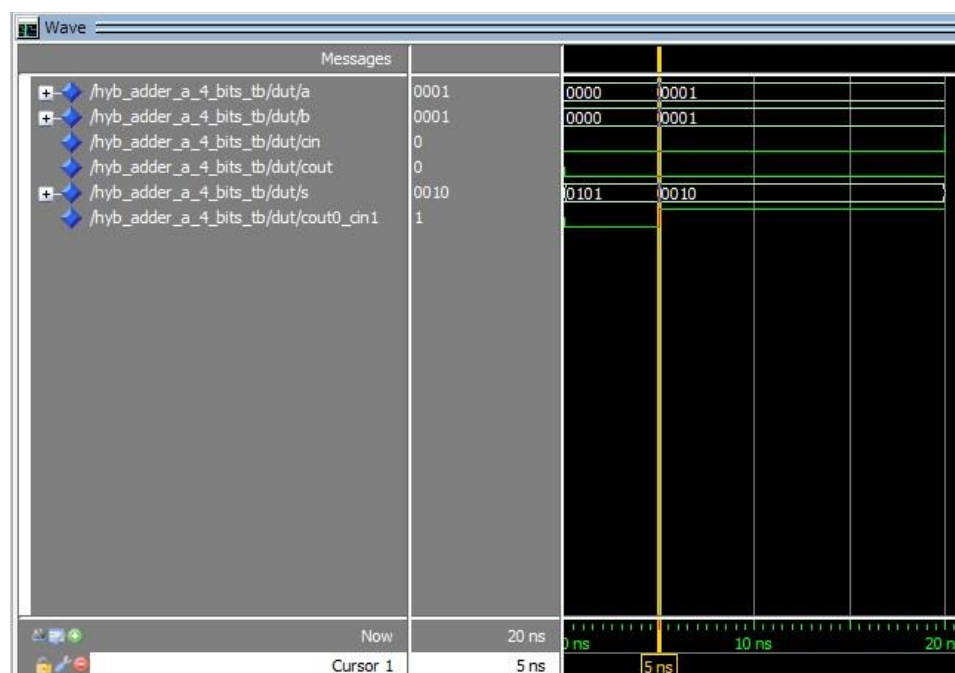 Wave
Messages
/hyb_adder_a_4_bits_tb/dut/a 0001 0000 0001
/hyb_adder_a_4_bits_tb/dut/b 0001 0000 0001
/hyb_adder_a_4_bits_tb/dut/cin 0
/hyb_adder_a_4_bits_tb/dut/cout 0
/hyb_adder_a_4_bits_tb/dut/s 0010 0101 0010
/hyb_adder_a_4_bits_tb/dut/cout0_cin1 1
Now 20 ns ns 10 ns 20 n
Cursor 1 5 ns 5 ns